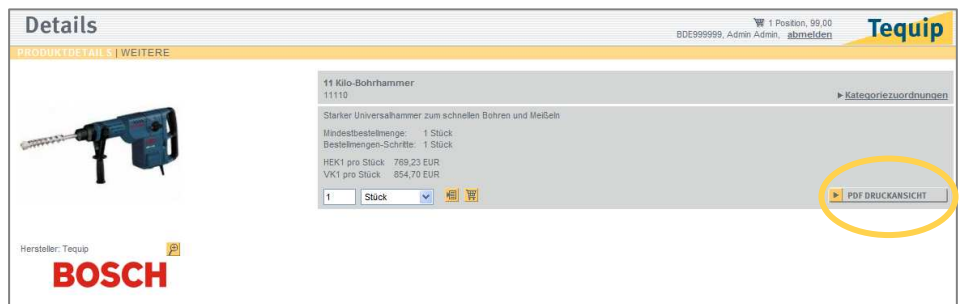 Details
1 Position, 99,00
BDE999999, Admin Admin, abmelden
Tequip
PRODUKTDETAILS | WEITERE
11 Kilo-Bohrhammer
11110
Kategoriezuordnungen
Starker Universalhammer zum schnellen Bohren und Meißeln
Mindestbestellmenge: 1 Stück
Bestellmengen-Schritte: 1 Stück
HEK1 pro Stück 769,23 EUR
VK1 pro Stück 854,70 EUR
1 Stück
PDF DRUCKANSICHT
Hersteller: Tequip
BOSCH